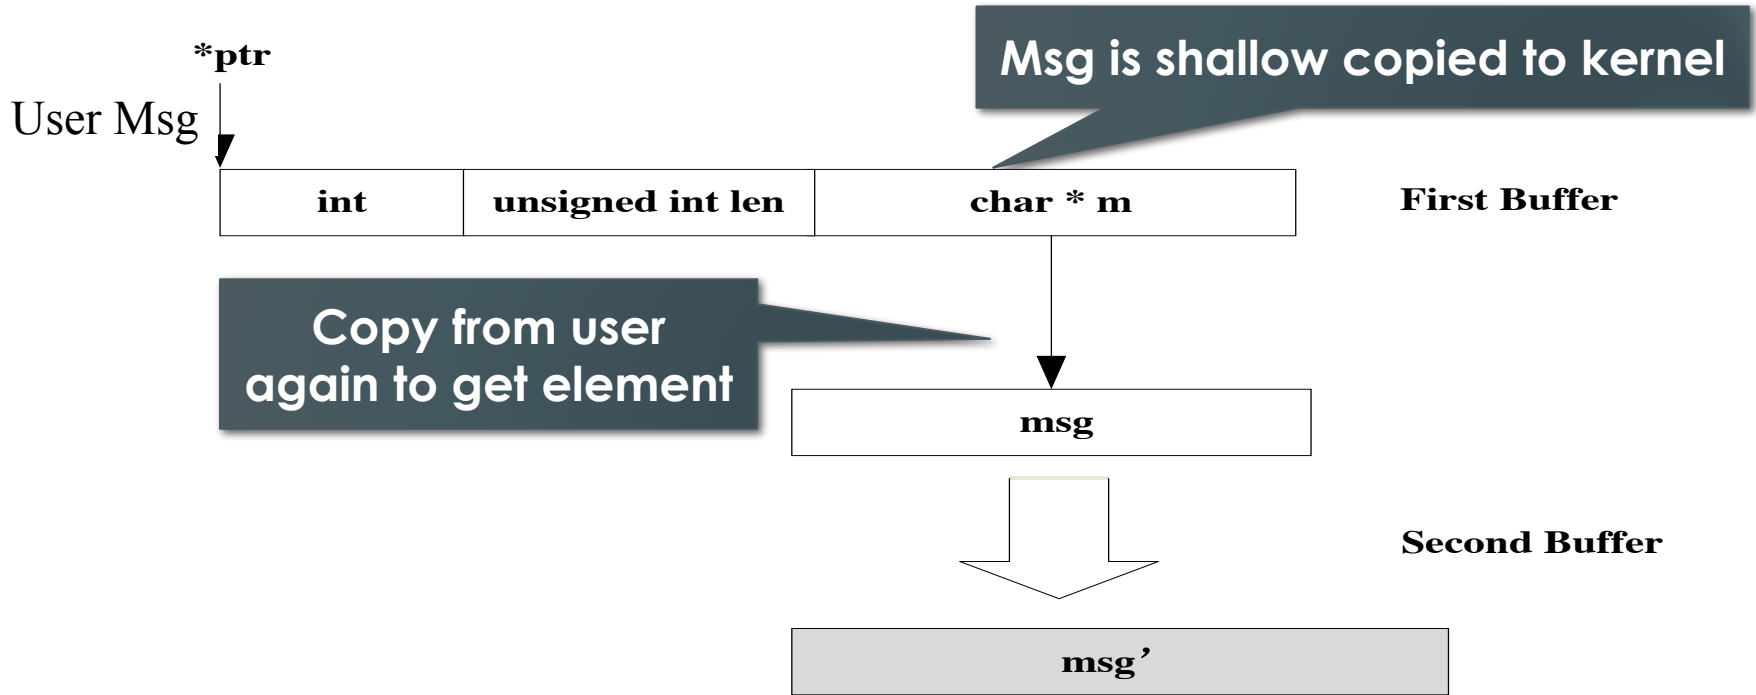 *ptr
Msg is shallow copied to kernel
User Msg
int
unsigned int len
char * m
First Buffer
Copy from user
again to get element
msg
Second Buffer
msg’